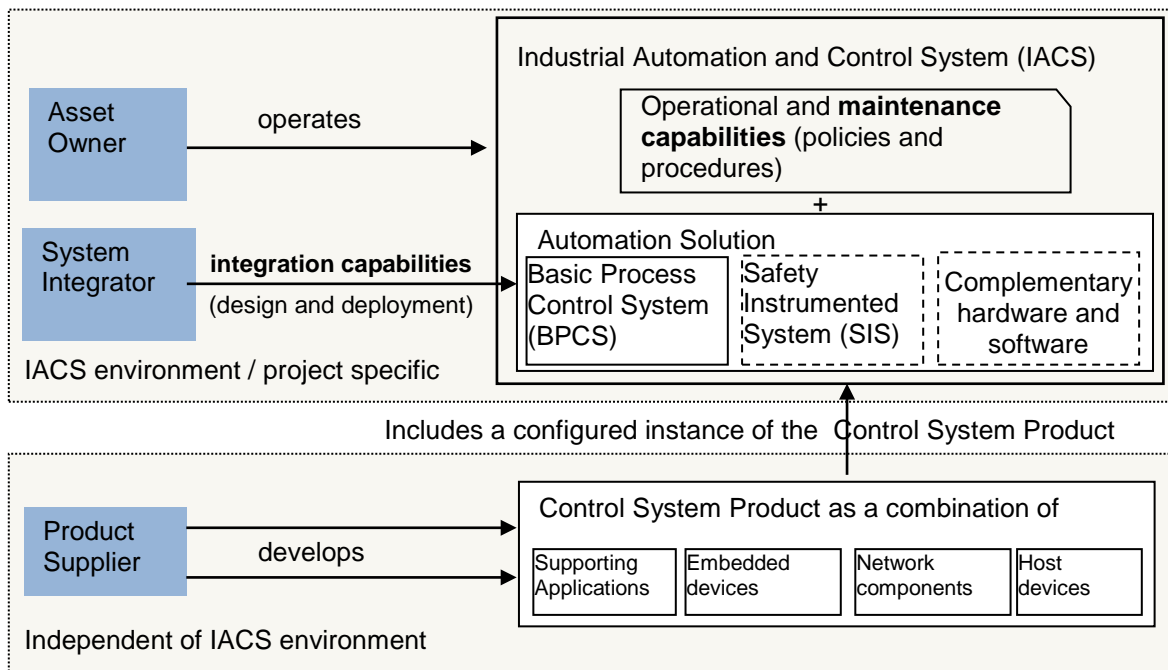 Industrial Automation and Control System (IACS)
Operational and maintenance
capabilities (policies and
procedures)
+
Asset
Owner
operates
System
Integrator
integration capabilities
(design and deployment)
Automation Solution
Basic Process
Control System
(BPCS)
Safety
Instrumented
System (SIS)
Complementary
hardware and
software
IACS environment / project specific
Includes a configured instance of the Control System Product
Product
Supplier
develops
Control System Product as a combination of
Supporting
Applications
Embedded
devices
Network
components
Host
devices
Independent of IACS environment